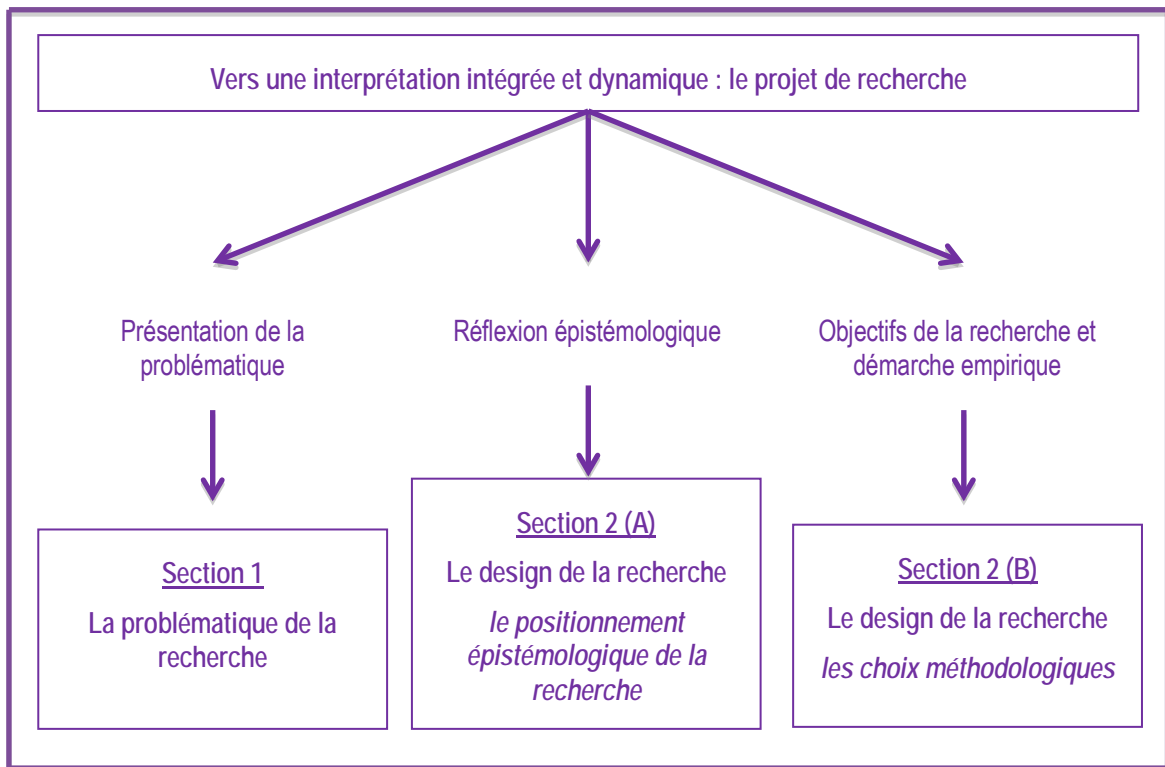 Vers une interprétation intégrée et dynamique : le projet de recherche
Présentation de la
problématique
Réflexion épistémologique
Objectifs de la recherche et
démarche empirique
Section 1
La problématique de la
recherche
Section 2 (A)
Le design de la recherche
le positionnement
épistémologique de la
recherche
Section 2 (B)
Le design de la recherche
les choix méthodologiques